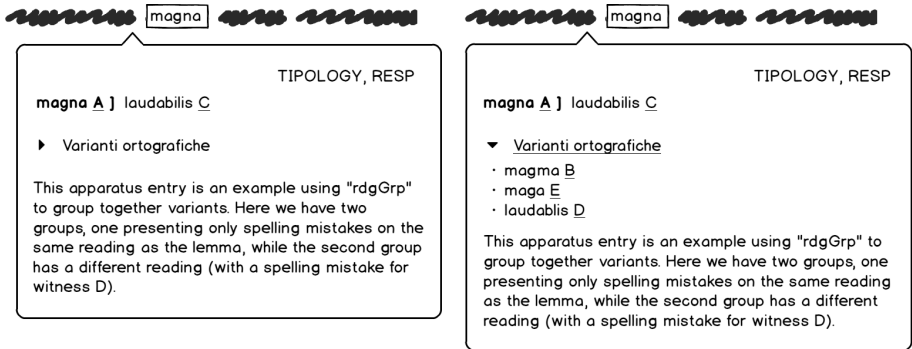 magna
TIPOLOGY, RESP
magna A ] laudabilis C
Varianti ortografiche
This apparatus entry is an example using "rdgGrp"
to group together variants. Here we have two
groups, one presenting only spelling mistakes on the
same reading as the lemma, while the second group
has a different reading (with a spelling mistake for
witness D).
magna
TIPOLOGY, RESP
magna A ] laudabilis C
Varianti ortografiche
· magma B
· maga E
· laudablis D
This apparatus entry is an example using "rdgGrp" to
group together variants. Here we have two groups, one
presenting only spelling mistakes on the same reading
as the lemma, while the second group has a different
reading (with a spelling mistake for witness D).